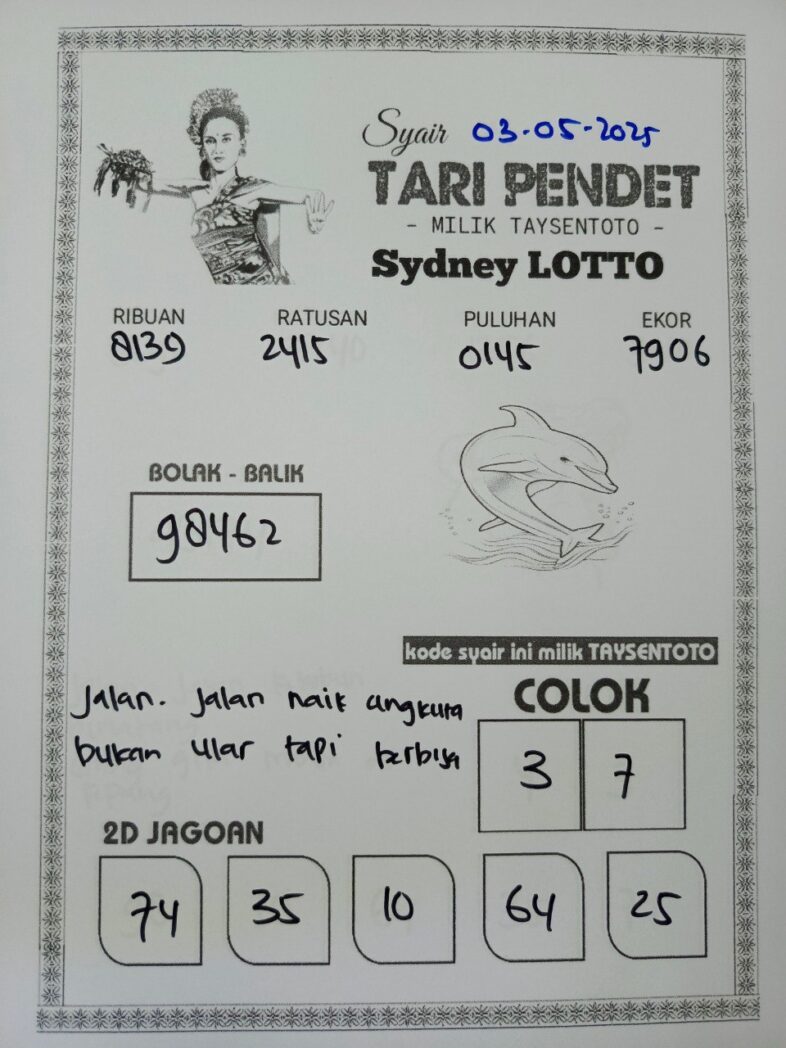 Syair 03-05-2025
TARI PENDET
- MILIK TAYSENTOTO -
Sydney LOTTO
RIBUAN RATUSAN PULUHAN EKOR
8139 2415 0145 7906
BOLAK - BALIK
98462
kode syair ini milik TAYSENTOTO
Jalan. Jalan naik angkuta
bukan ular tapi berbisa
COLOK
3 7
2D JAGOAN
74 35 10 64 25